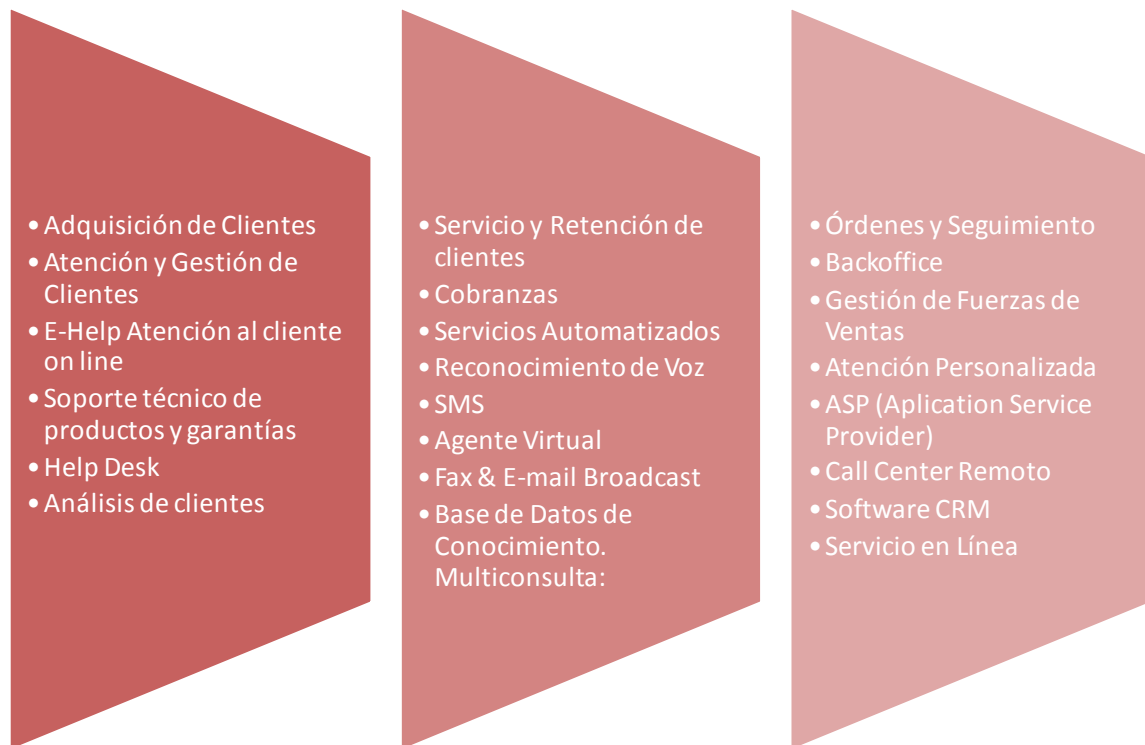 • Adquisición de Clientes
• Atención y Gestión de
Clientes
• E-Help Atención al cliente
on line
• Soporte técnico de
productos y garantías
• Help Desk
• Análisis de clientes
• Servicio y Retención de
clientes
• Cobranzas
• Servicios Automatizados
• Reconocimiento de Voz
• SMS
• Agente Virtual
• Fax & E-mail Broadcast
• Base de Datos de
Conocimiento.
Multiconsulta:
• Órdenes y Seguimiento
• Backoffice
• Gestión de Fuerzas de
Ventas
• Atención Personalizada
• ASP (Aplication Service
Provider)
• Call Center Remoto
• Software CRM
• Servicio en Línea